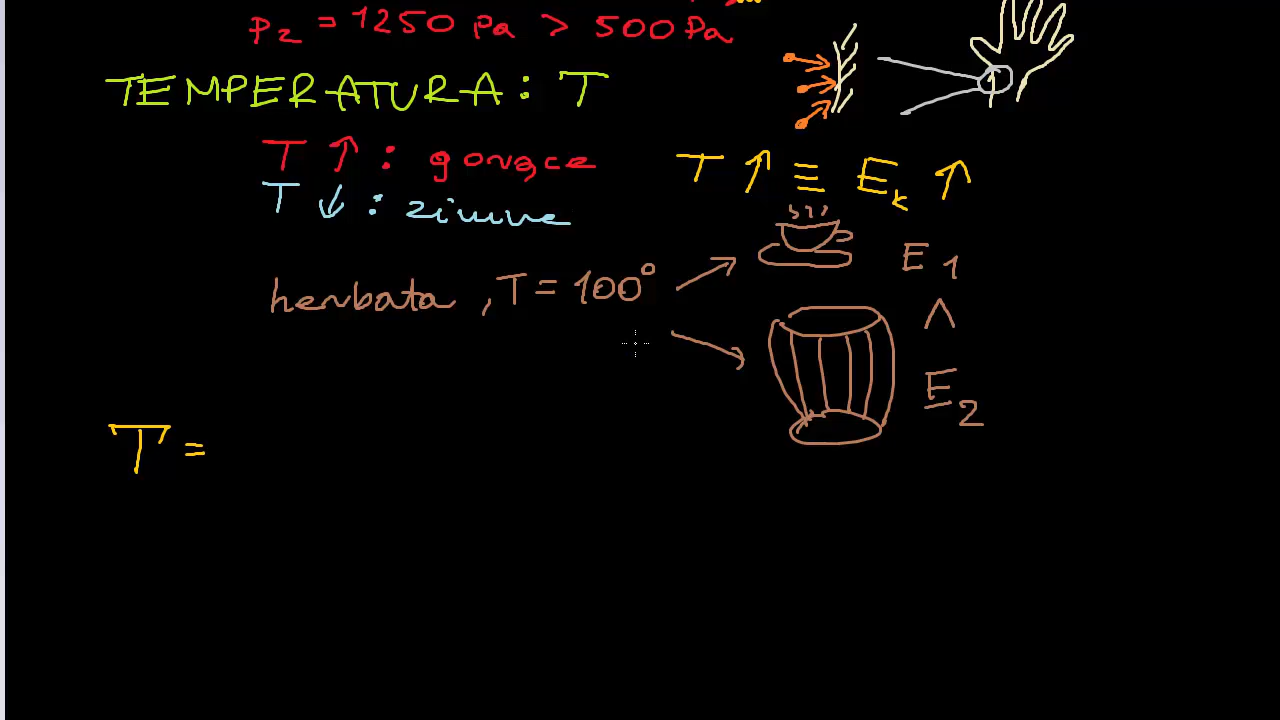 p₂ = 1250 Pa > 500 Pa
TEMPERATURA: T
T ↑ : gorące
T ↓ : zimne
T ↑ ≡ Eₖ ↑
herbata, T = 100°
E1
^
E2
T =